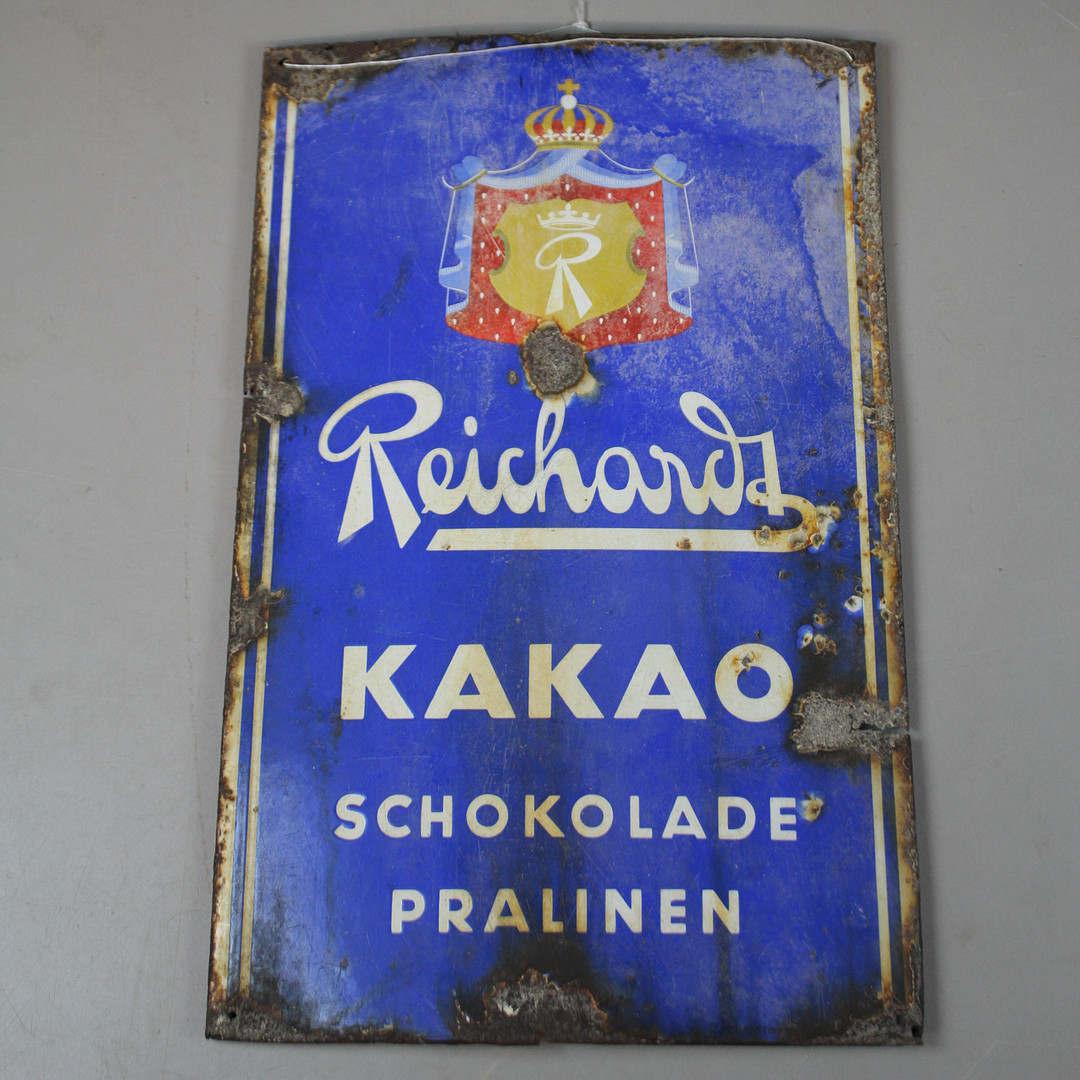 R
Reichardt
KAKAO
SCHOKOLADE
PRALINEN